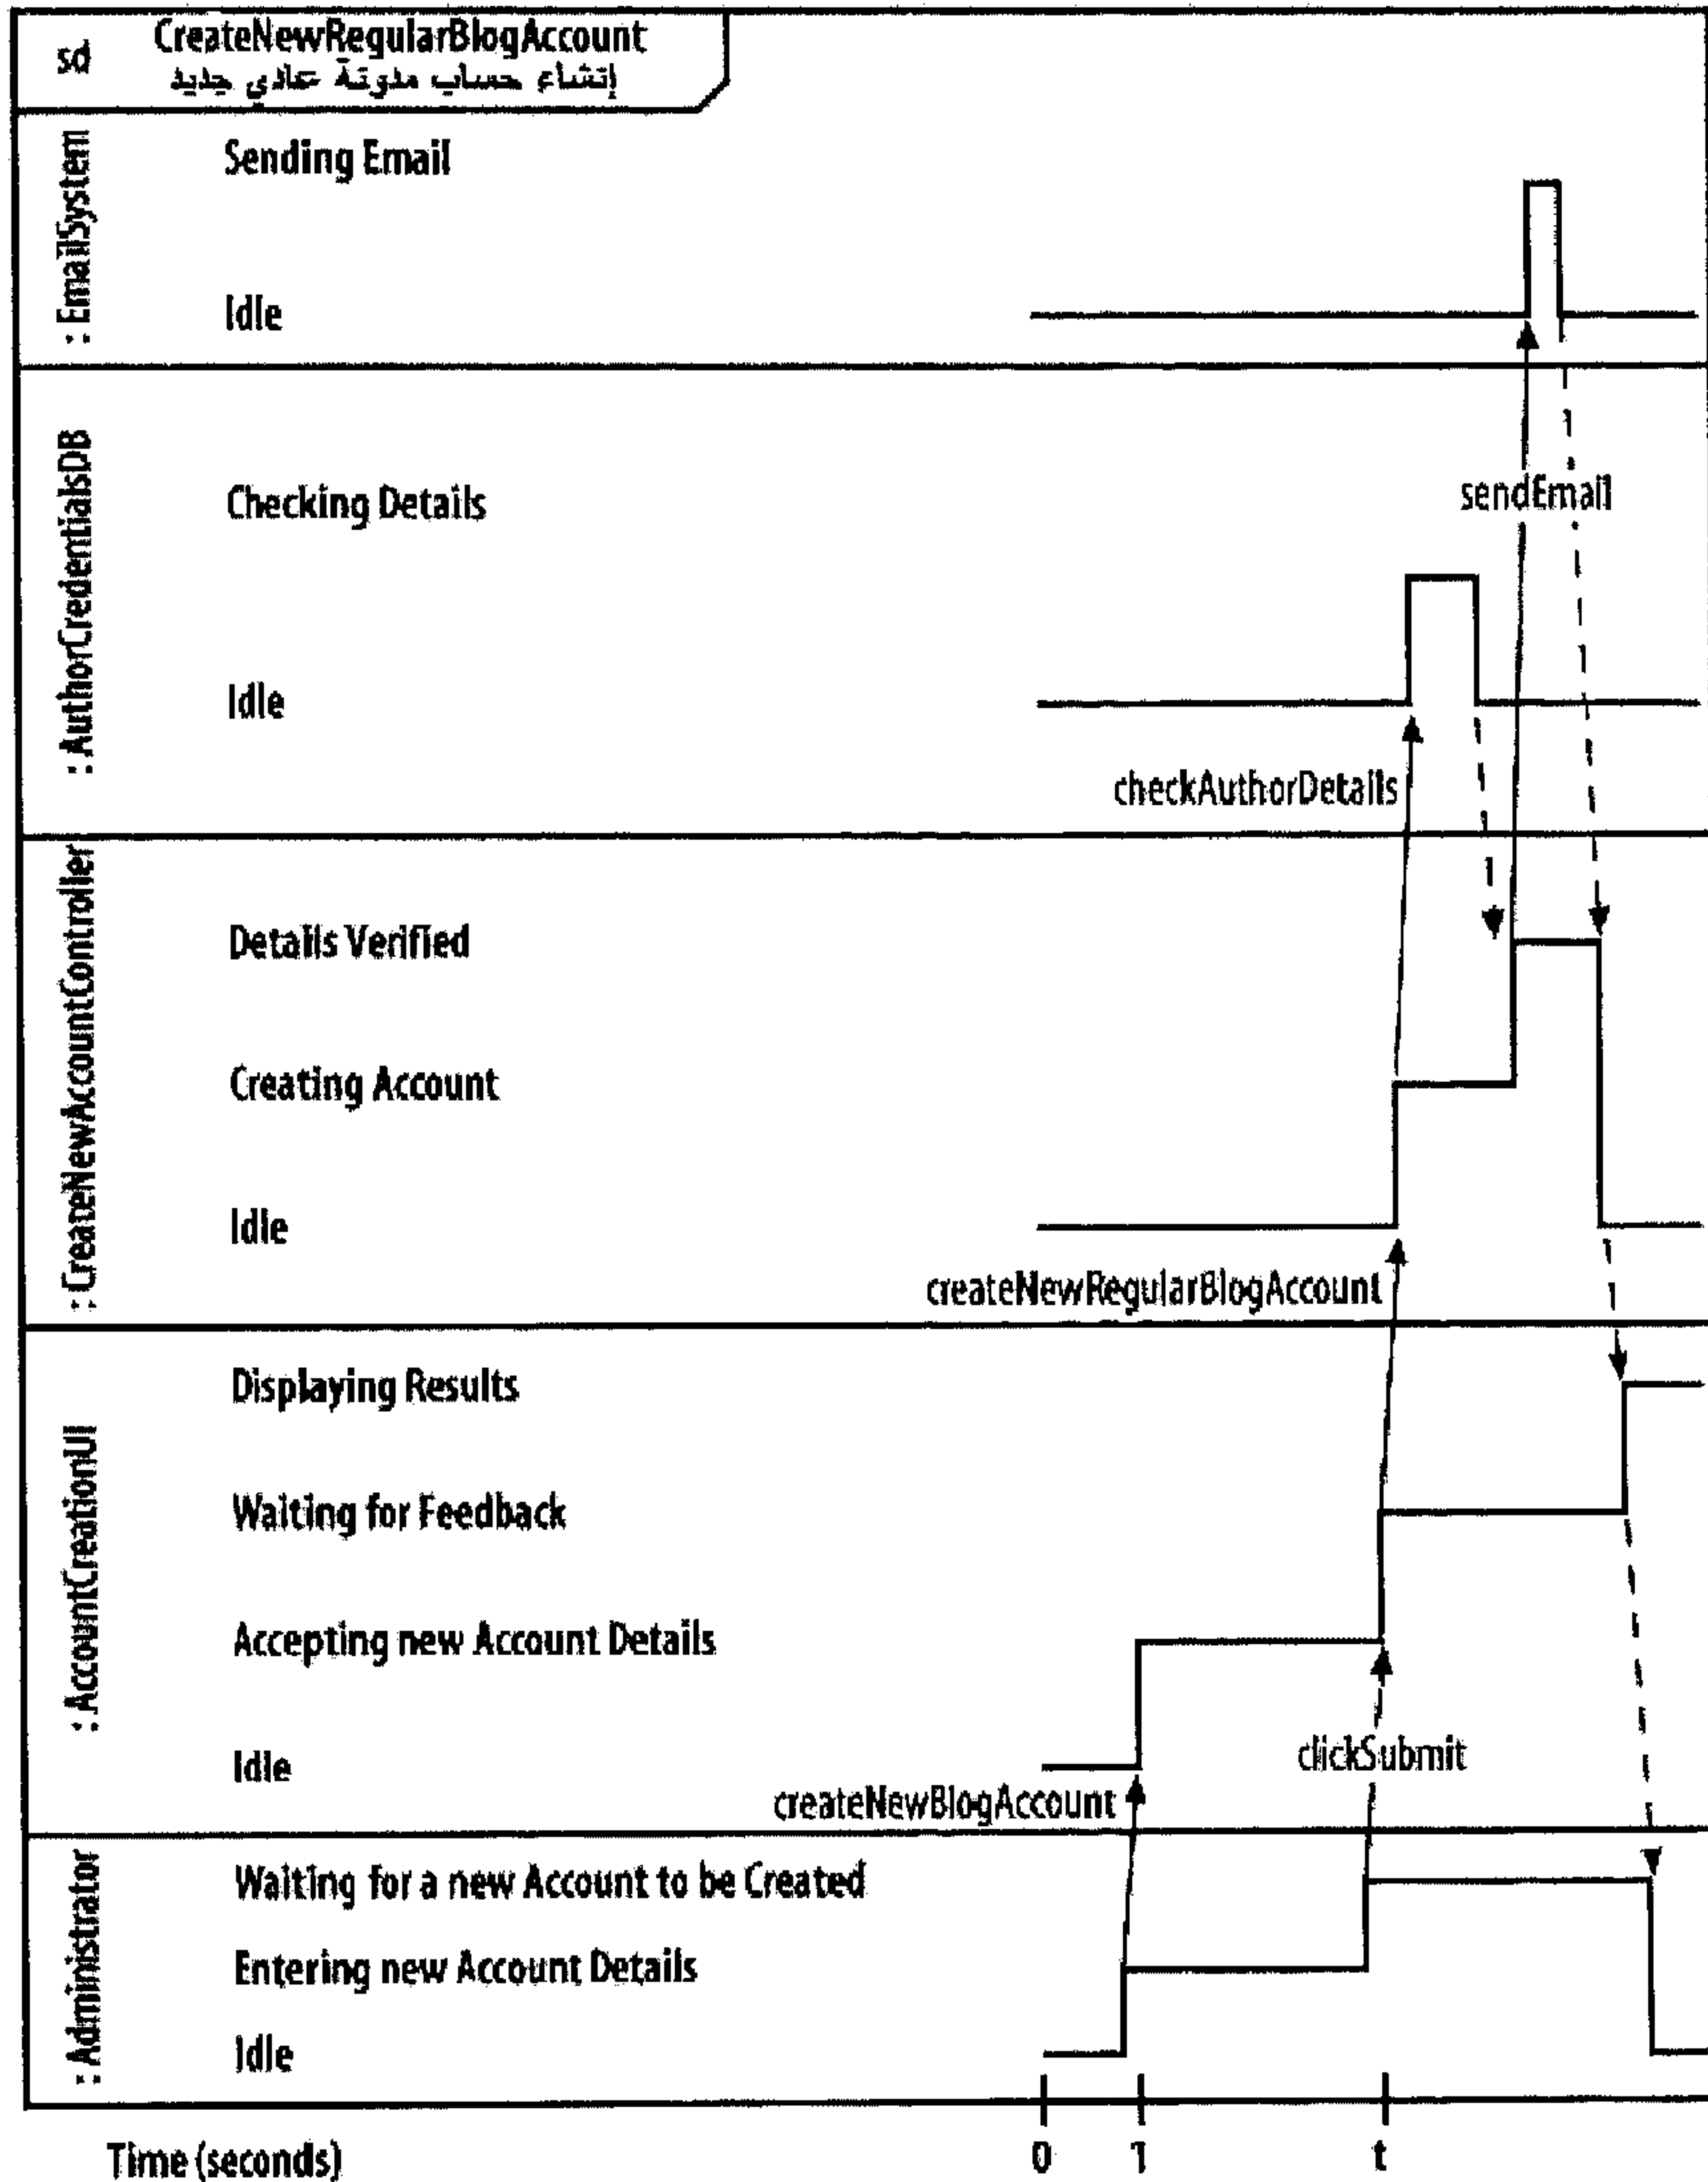 sd CreateNewRegularBlogAccount
إنشاء حساب مدونة عادي جديد
: EmailSystem
Sending Email
Idle
: AuthorCredentialsDB
Checking Details
sendEmail
Idle
checkAuthorDetails
: CreateNewAccountController
Details Verified
Creating Account
Idle
createNewRegularBlogAccount
: AccountCreationUI
Displaying Results
Waiting for Feedback
Accepting new Account Details
clickSubmit
Idle
createNewBlogAccount
: Administrator
Waiting for a new Account to be Created
Entering new Account Details
Idle
Time (seconds) 0 1 t